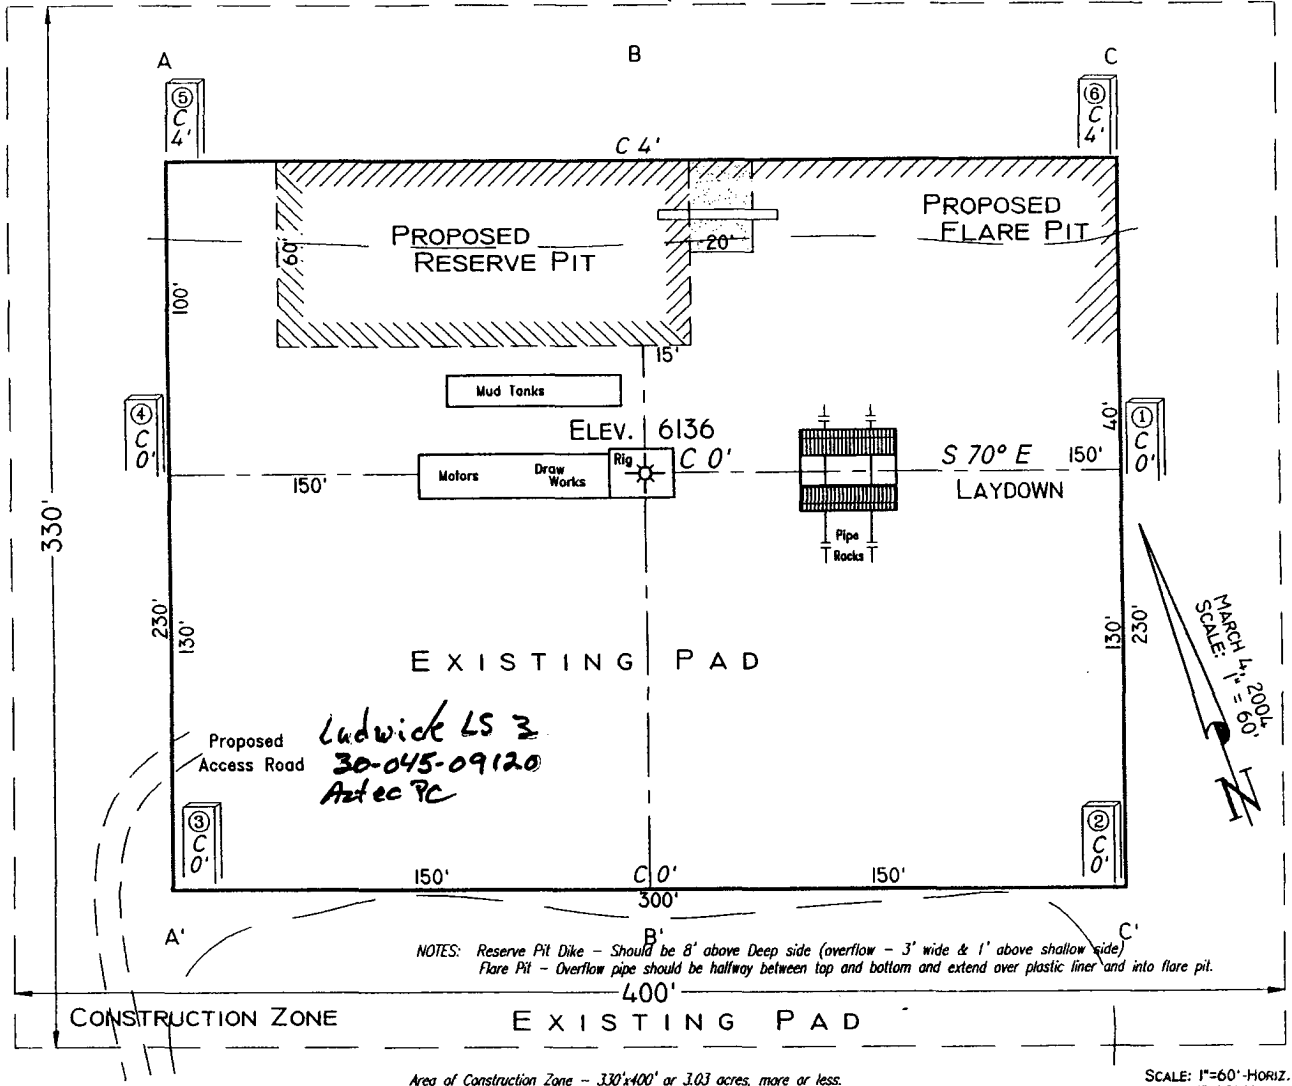 A
B
C
⑤ C 4'
⑥ C 4'
C 4'
PROPOSED RESERVE PIT
60'
20'
PROPOSED FLARE PIT
100'
15'
Mud Tanks
ELEV. 6136
④ C 0'
① C 0'
40'
Motors
Draw Works
Rig
C 0'
S 70° E
150'
LAYDOWN
150'
Pipe Racks
330'
MARCH 4, 2004
SCALE: 1" = 60'
N
230'
130'
130'
230'
EXISTING PAD
Proposed Access Road
Ludwick LS 3
30-045-09120
Aztec PC
③ C 0'
② C 0'
150'
C 0'
150'
300'
A'
B'
C'
NOTES: Reserve Pit Dike - Should be 8' above Deep side (overflow - 3' wide & 1' above shallow side)
Flare Pit - Overflow pipe should be halfway between top and bottom and extend over plastic liner and into flare pit.
400'
CONSTRUCTION ZONE
EXISTING PAD
Area of Construction Zone - 330'x400' or 3.03 acres, more or less.
SCALE: 1"=60'-HORIZ.